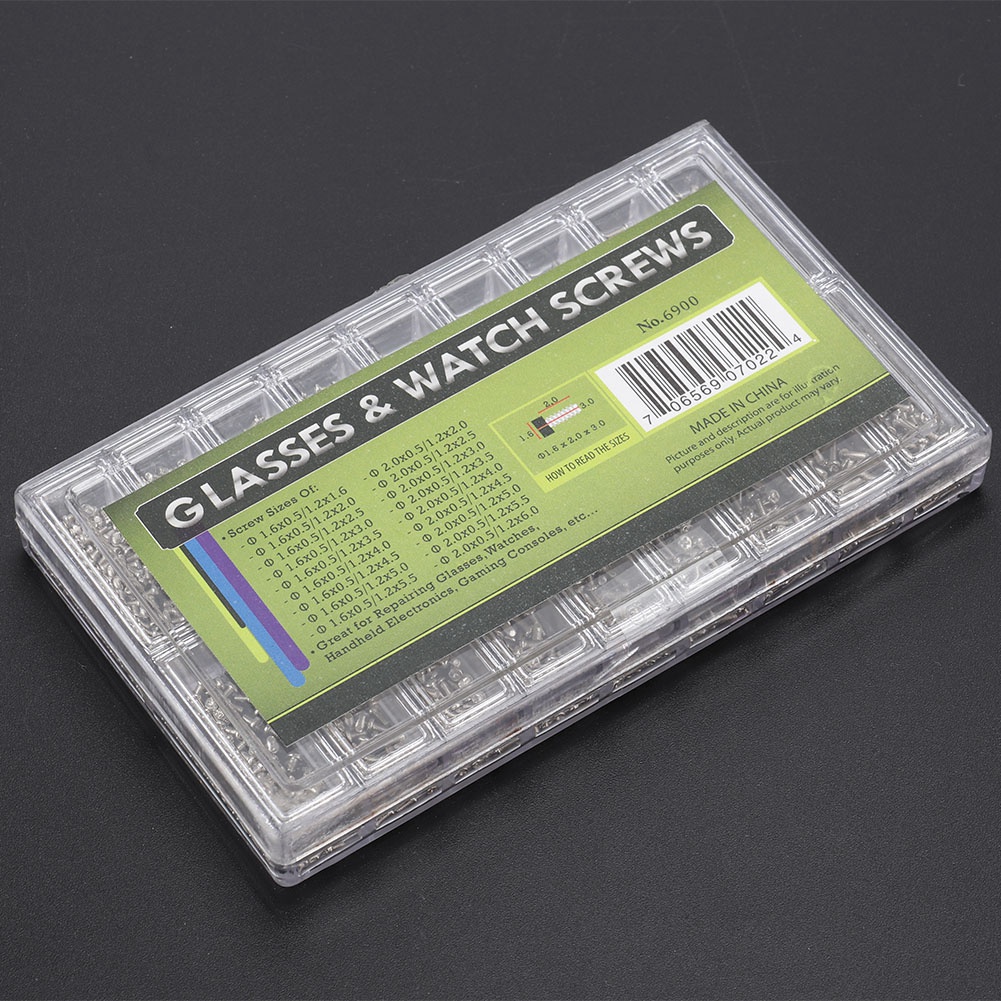 GLASSES & WATCH SCREWS
No.6900
7 06569 07022 4
MADE IN CHINA
Picture and description are for illustration
purposes only. Actual product may vary.
2.0
3.0
1.6
Φ1.6 x 2.0 x 3.0
HOW TO READ THE SIZES
• Screw Sizes Of:
- Φ 1.6x0.5/1.2x1.6
- Φ 1.6x0.5/1.2x2.0
- Φ 1.6x0.5/1.2x2.5
- Φ 1.6x0.5/1.2x3.0
- Φ 1.6x0.5/1.2x3.5
- Φ 1.6x0.5/1.2x4.0
- Φ 1.6x0.5/1.2x4.5
- Φ 1.6x0.5/1.2x5.0
- Φ 1.6x0.5/1.2x5.5
- Φ 2.0x0.5/1.2x2.0
- Φ 2.0x0.5/1.2x2.5
- Φ 2.0x0.5/1.2x3.0
- Φ 2.0x0.5/1.2x3.5
- Φ 2.0x0.5/1.2x4.0
- Φ 2.0x0.5/1.2x4.5
- Φ 2.0x0.5/1.2x5.0
- Φ 2.0x0.5/1.2x5.5
- Φ 2.0x0.5/1.2x6.0
• Great for Repairing Glasses, Watches,
Handheld Electronics, Gaming Consoles, etc...